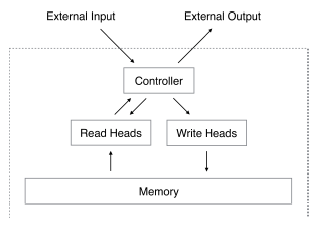 External Input External Output
Controller
Read Heads Write Heads
Memory